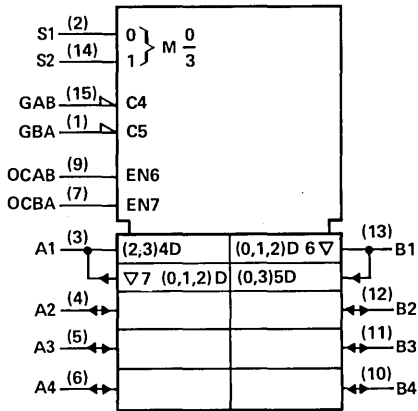 S1 (2) 0 } M 0/3
S2 (14) 1
GAB (15) C4
GBA (1) C5
OCAB (9) EN6
OCBA (7) EN7
A1 (3) (2,3)4D (0,1,2)D 6 ▽ (13) B1
▽7 (0,1,2)D (0,3)5D
A2 (4) (12) B2
A3 (5) (11) B3
A4 (6) (10) B4